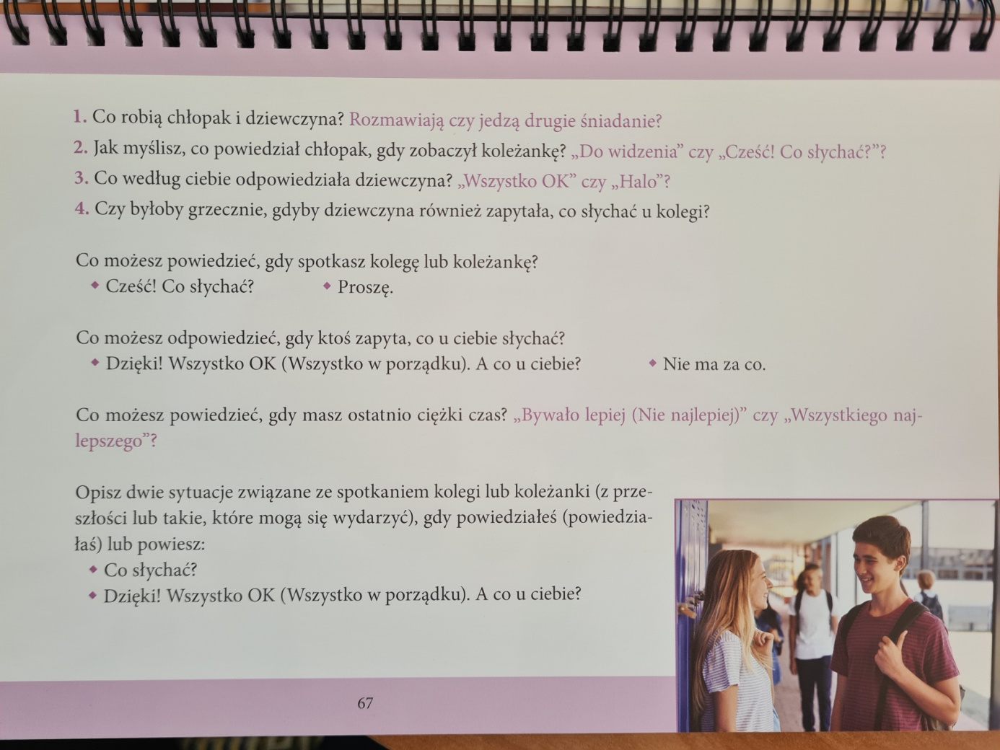 1. Co robią chłopak i dziewczyna? Rozmawiają czy jedzą drugie śniadanie?
2. Jak myślisz, co powiedział chłopak, gdy zobaczył koleżankę? „Do widzenia” czy „Cześć! Co słychać?”?
3. Co według ciebie odpowiedziała dziewczyna? „Wszystko OK” czy „Halo”?
4. Czy byłoby grzecznie, gdyby dziewczyna również zapytała, co słychać u kolegi?
Co możesz powiedzieć, gdy spotkasz kolegę lub koleżankę?
◆ Cześć! Co słychać? ◆ Proszę.
Co możesz odpowiedzieć, gdy ktoś zapyta, co u ciebie słychać?
◆ Dzięki! Wszystko OK (Wszystko w porządku). A co u ciebie? ◆ Nie ma za co.
Co możesz powiedzieć, gdy masz ostatnio ciężki czas? „Bywało lepiej (Nie najlepiej)” czy „Wszystkiego naj-
lepszego”?
Opisz dwie sytuacje związane ze spotkaniem kolegi lub koleżanki (z prze-
szłości lub takie, które mogą się wydarzyć), gdy powiedziałeś (powiedzia-
łaś) lub powiesz:
◆ Co słychać?
◆ Dzięki! Wszystko OK (Wszystko w porządku). A co u ciebie?
67